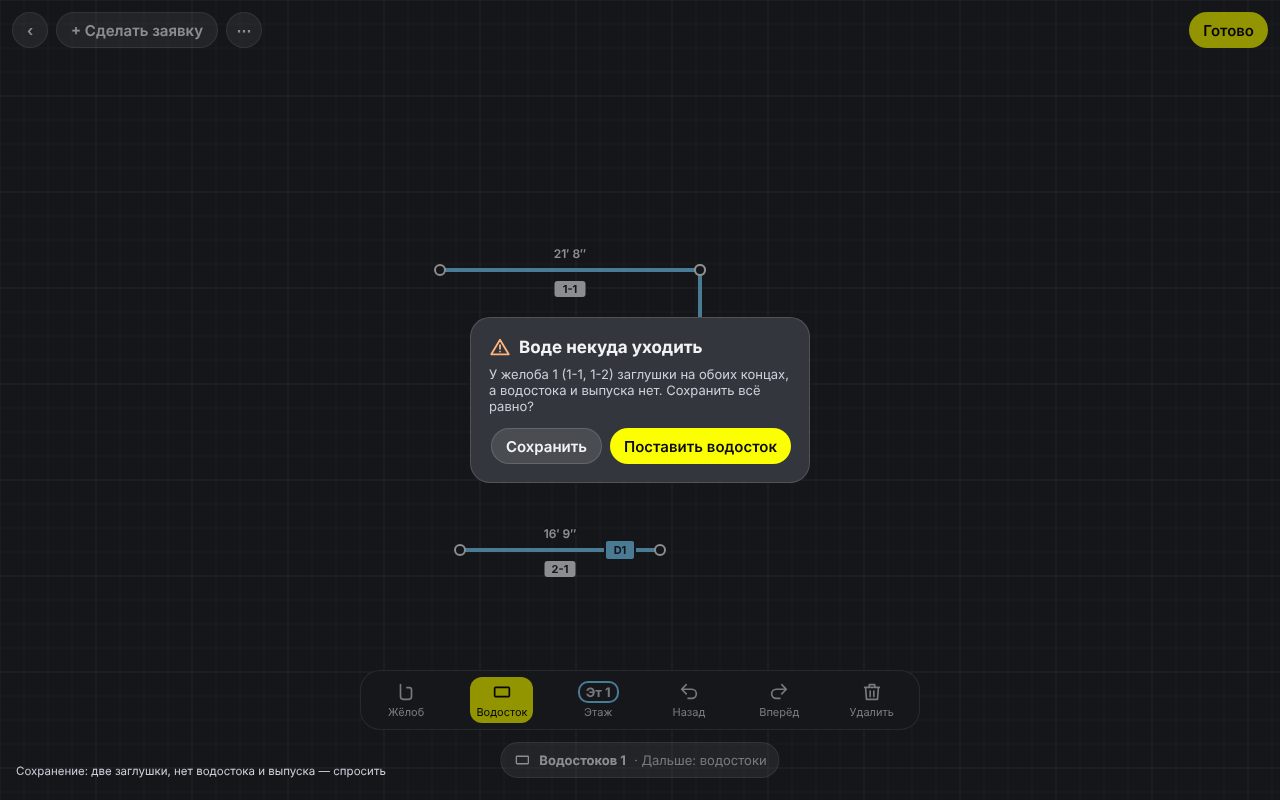 ‹
+ Сделать заявку
···
Готово
21′ 8″
1-1
Воде некуда уходить
У желоба 1 (1-1, 1-2) заглушки на обоих концах,
а водостока и выпуска нет. Сохранить всё
равно?
Сохранить
Поставить водосток
16′ 9″
D1
2-1
Эт 1
Жёлоб
Водосток
Этаж
Назад
Вперёд
Удалить
Водостоков 1 · Дальше: водостоки
Сохранение: две заглушки, нет водостока и выпуска — спросить